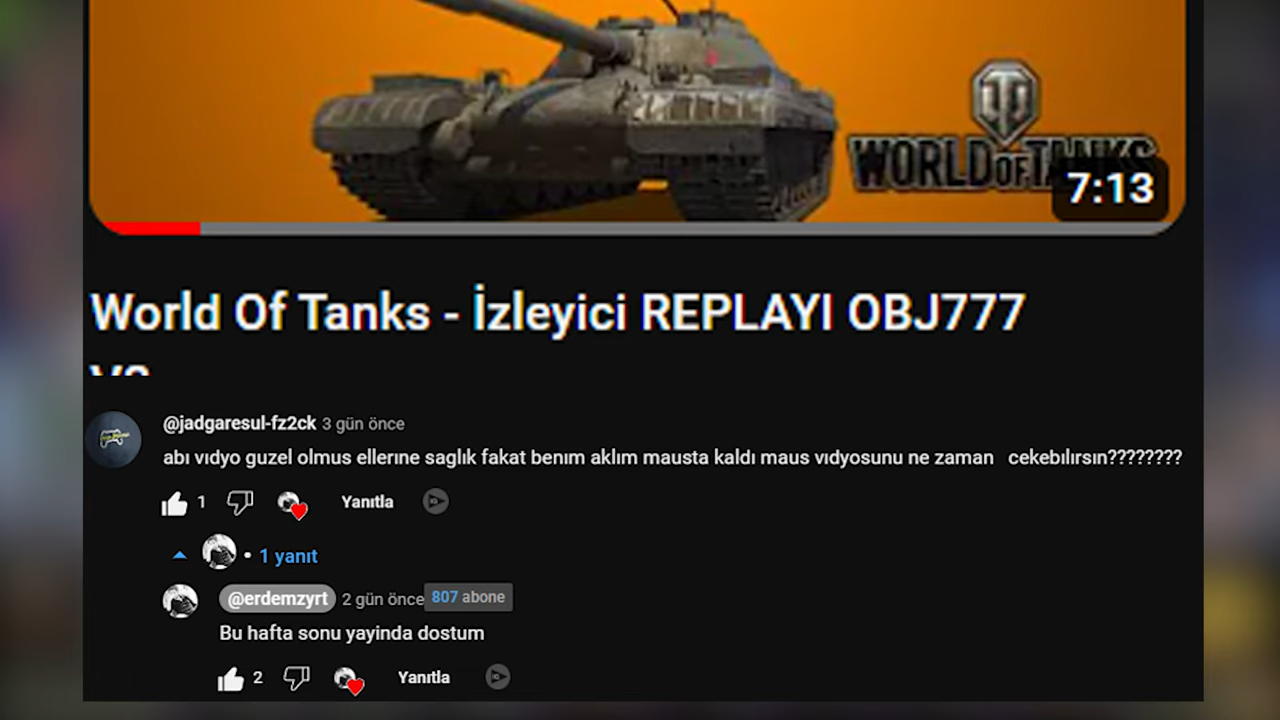 WORLD OF TANKS
7:13
World Of Tanks - İzleyici REPLAYI OBJ777
@jadgaresul-fz2ck 3 gün önce
abı vıdyo guzel olmus ellerıne saglık fakat benım aklım mausta kaldı maus vıdyosunu ne zaman cekebılırsın????????
1 Yanıtla
• 1 yanıt
@erdemzyrt 2 gün önce 807 abone
Bu hafta sonu yayinda dostum
2 Yanıtla